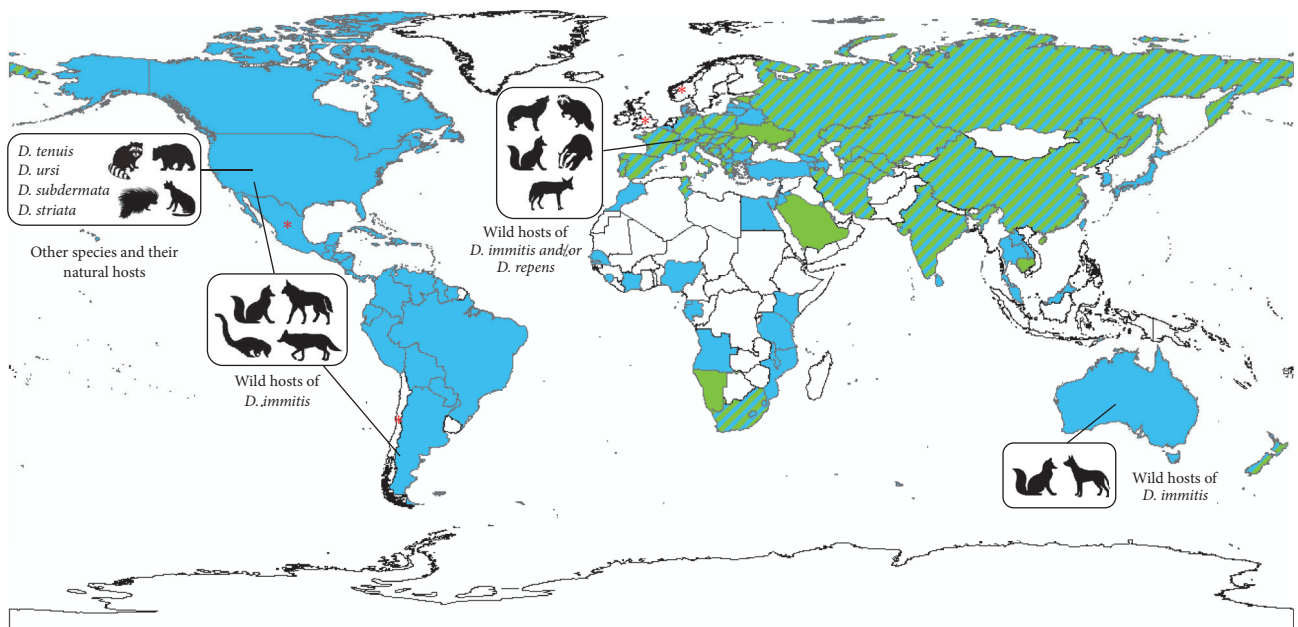 D. tenuis
D. ursi
D. subdermata
D. striata
Other species and their
natural hosts
Wild hosts of
D. immitis and/or
D. repens
Wild hosts of
D. immitis
Wild hosts of
D. immitis